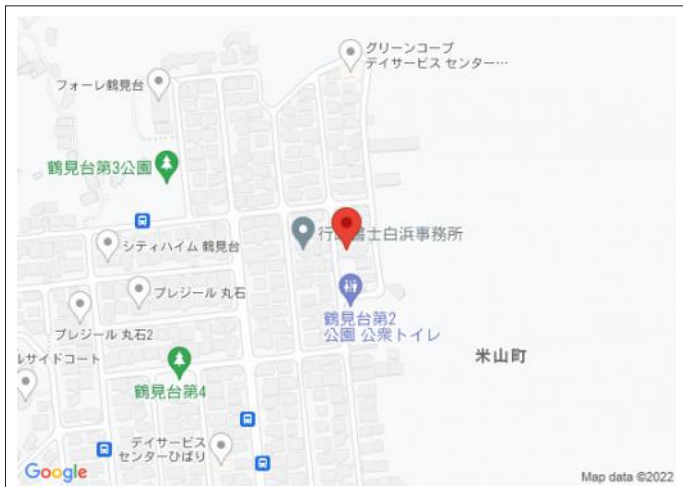 グリーンコープ
デイサービス センター…
フォーレ鶴見台
鶴見台第3公園
行政書士白浜事務所
シティハイム 鶴見台
プレジール 丸石
鶴見台第2
公園 公衆トイレ
プレジール 丸石2
米山町
ルサイドコート
鶴見台第4
デイサービス
センターひばり
Google
Map data ©2022